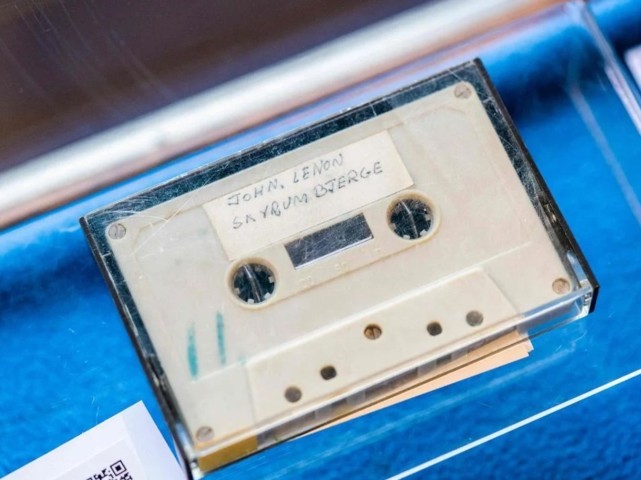 JOHN. LENON
SKYRUM BJERGE